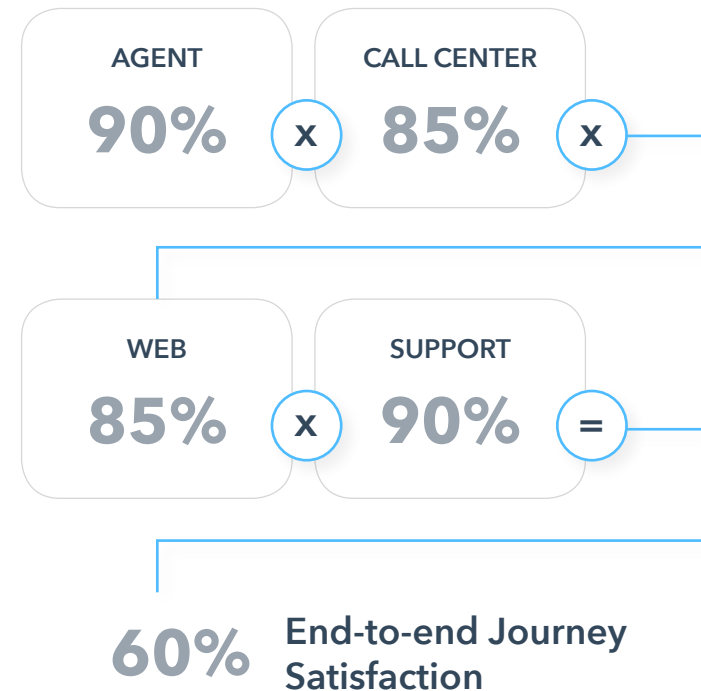 AGENT
90%
x
CALL CENTER
85%
x
WEB
85%
x
SUPPORT
90%
=
60%
End-to-end Journey
Satisfaction